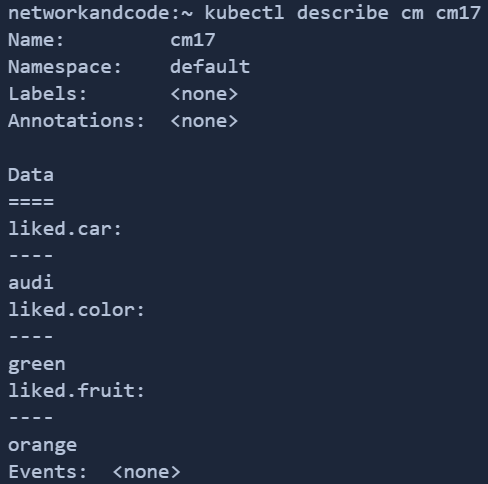 networkandcode:~ kubectl describe cm cm17
Name:         cm17
Namespace:    default
Labels:       <none>
Annotations:  <none>

Data
====
liked.car:
----
audi
liked.color:
----
green
liked.fruit:
----
orange
Events:  <none>